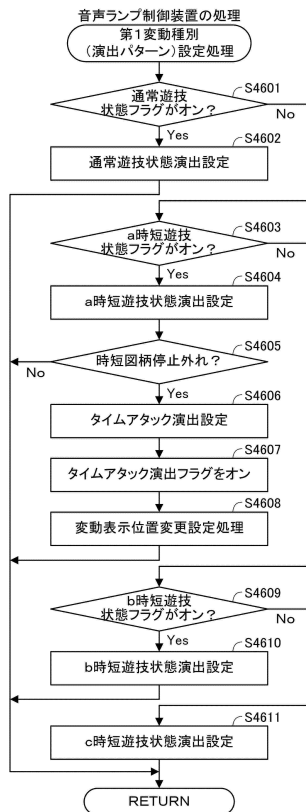 音声ランプ制御装置の処理
第1変動種別
(演出パターン)設定処理
S4601
通常遊技
状態フラグがオン?
No
Yes
S4602
通常遊技状態演出設定
S4603
a時短遊技
状態フラグがオン?
No
Yes
S4604
a時短遊技状態演出設定
S4605
時短図柄停止外れ?
No
Yes
S4606
タイムアタック演出設定
S4607
タイムアタック演出フラグをオン
S4608
変動表示位置変更設定処理
S4609
b時短遊技
状態フラグがオン?
No
Yes
S4610
b時短遊技状態演出設定
S4611
c時短遊技状態演出設定
RETURN